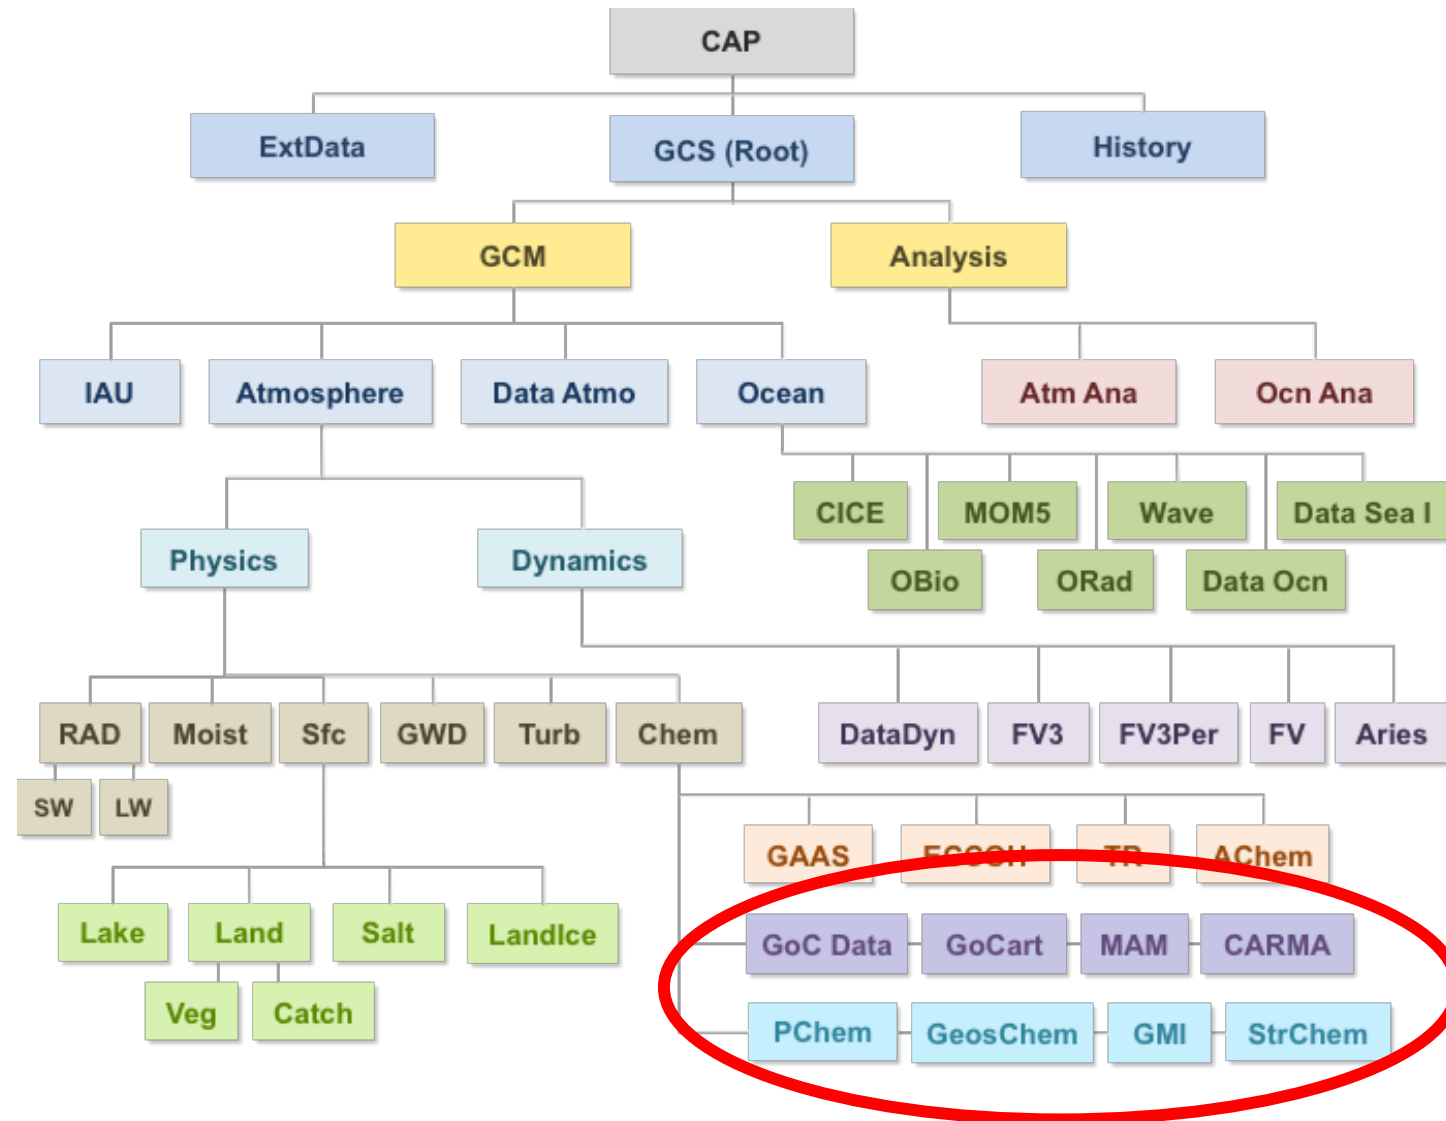 CAP
ExtData
GCS (Root)
History
GCM
Analysis
IAU
Atmosphere
Data Atmo
Ocean
Atm Ana
Ocn Ana
CICE
MOM5
Wave
Data Sea I
OBio
ORad
Data Ocn
Physics
Dynamics
RAD
Moist
Sfc
GWD
Turb
Chem
DataDyn
FV3
FV3Per
FV
Aries
SW
LW
GAAS
ECCOH
TR
AChem
Lake
Land
Salt
LandIce
GoC Data
GoCart
MAM
CARMA
Veg
Catch
PChem
GeosChem
GMI
StrChem